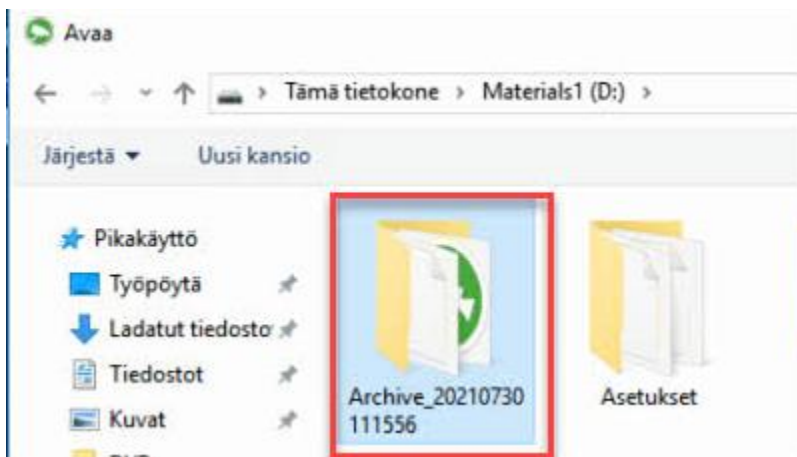 Avaa
Tämä tietokone > Materials1 (D:) >
Järjestä Uusi kansio
Pikakäyttö
Työpöytä
Ladatut tiedosto
Tiedostot
Kuvat
Archive_20210730
111556
Asetukset